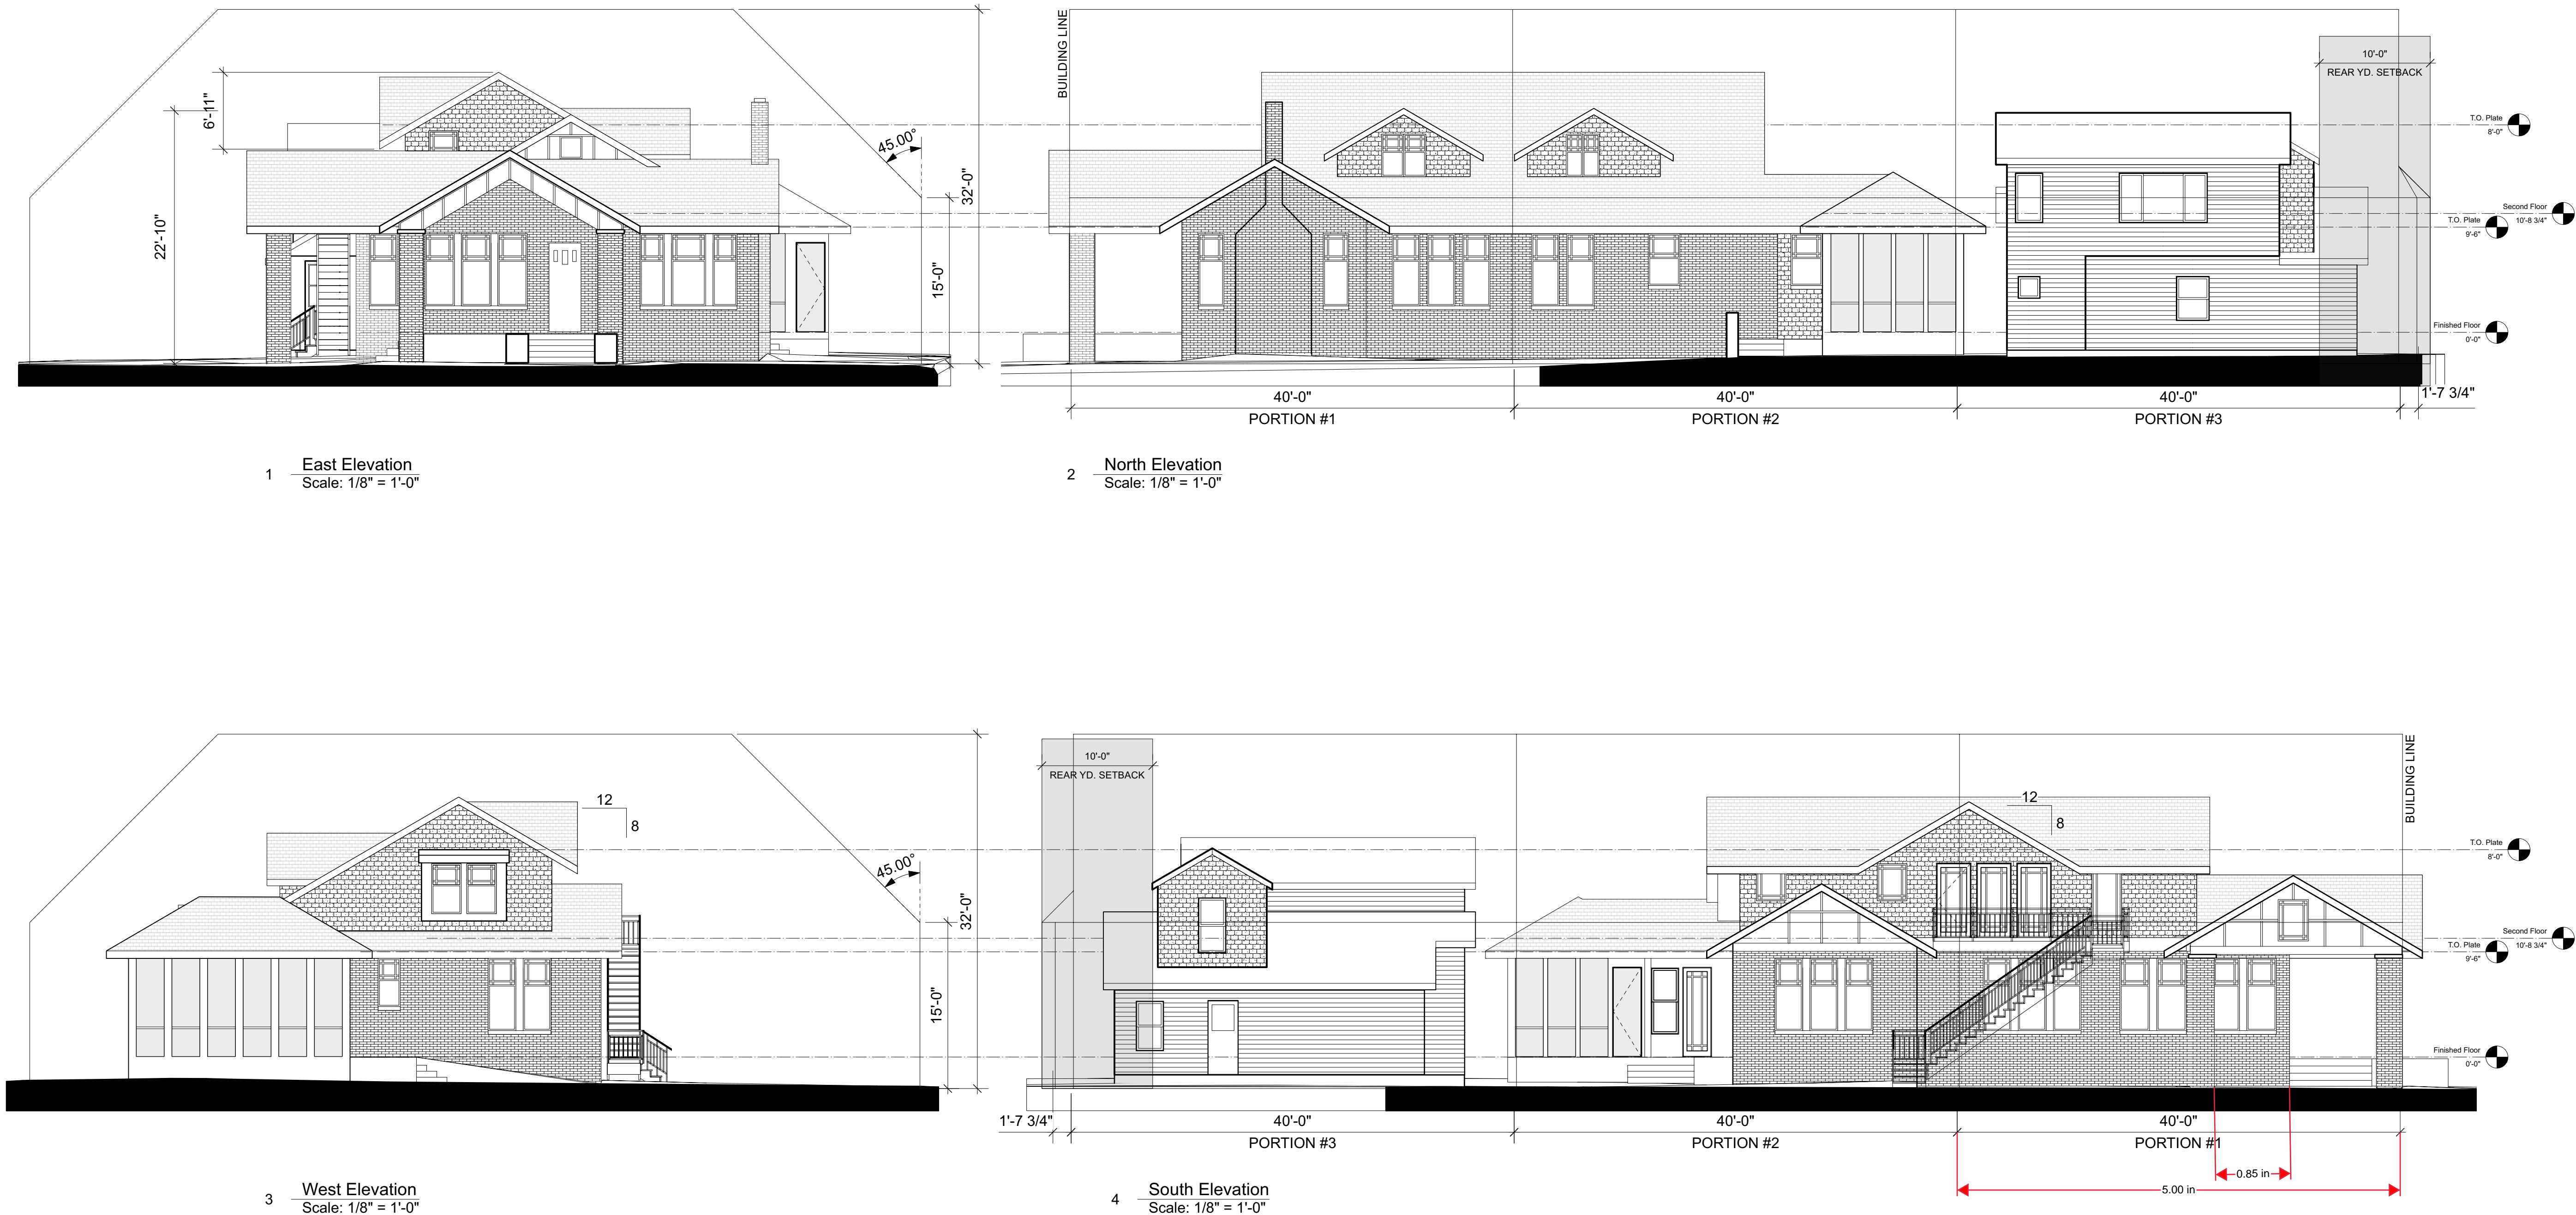 BUILDING LINE
10'-0"
REAR YD. SETBACK
6'-11"
22'-10"
45.00°
32'-0"
15'-0"
T.O. Plate
8'-0"
Second Floor
10'-8 3/4"
T.O. Plate
9'-6"
Finished Floor
0'-0"
40'-0"
PORTION #1
40'-0"
PORTION #2
40'-0"
PORTION #3
1'-7 3/4"
1 East Elevation
Scale: 1/8" = 1'-0"
2 North Elevation
Scale: 1/8" = 1'-0"
12
8
45.00°
32'-0"
15'-0"
10'-0"
REAR YD. SETBACK
12
8
BUILDING LINE
T.O. Plate
8'-0"
Second Floor
10'-8 3/4"
T.O. Plate
9'-6"
Finished Floor
0'-0"
1'-7 3/4"
40'-0"
PORTION #3
40'-0"
PORTION #2
40'-0"
PORTION #1
0.85 in
5.00 in
3 West Elevation
Scale: 1/8" = 1'-0"
4 South Elevation
Scale: 1/8" = 1'-0"